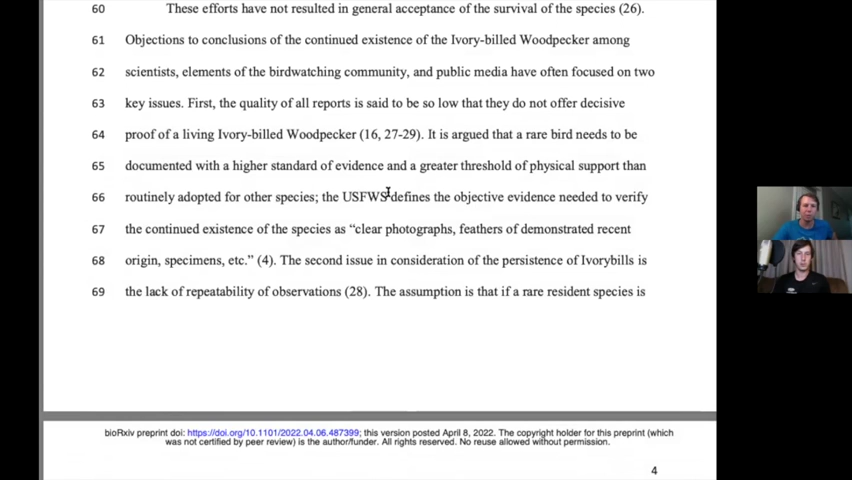 60 These efforts have not resulted in general acceptance of the survival of the species (26).
61 Objections to conclusions of the continued existence of the Ivory-billed Woodpecker among
62 scientists, elements of the birdwatching community, and public media have often focused on two
63 key issues. First, the quality of all reports is said to be so low that they do not offer decisive
64 proof of a living Ivory-billed Woodpecker (16, 27-29). It is argued that a rare bird needs to be
65 documented with a higher standard of evidence and a greater threshold of physical support than
66 routinely adopted for other species; the USFWS defines the objective evidence needed to verify
67 the continued existence of the species as “clear photographs, feathers of demonstrated recent
68 origin, specimens, etc.” (4). The second issue in consideration of the persistence of Ivorybills is
69 the lack of repeatability of observations (28). The assumption is that if a rare resident species is
bioRxiv preprint doi: https://doi.org/10.1101/2022.04.06.487399; this version posted April 8, 2022. The copyright holder for this preprint (which
was not certified by peer review) is the author/funder. All rights reserved. No reuse allowed without permission.
4